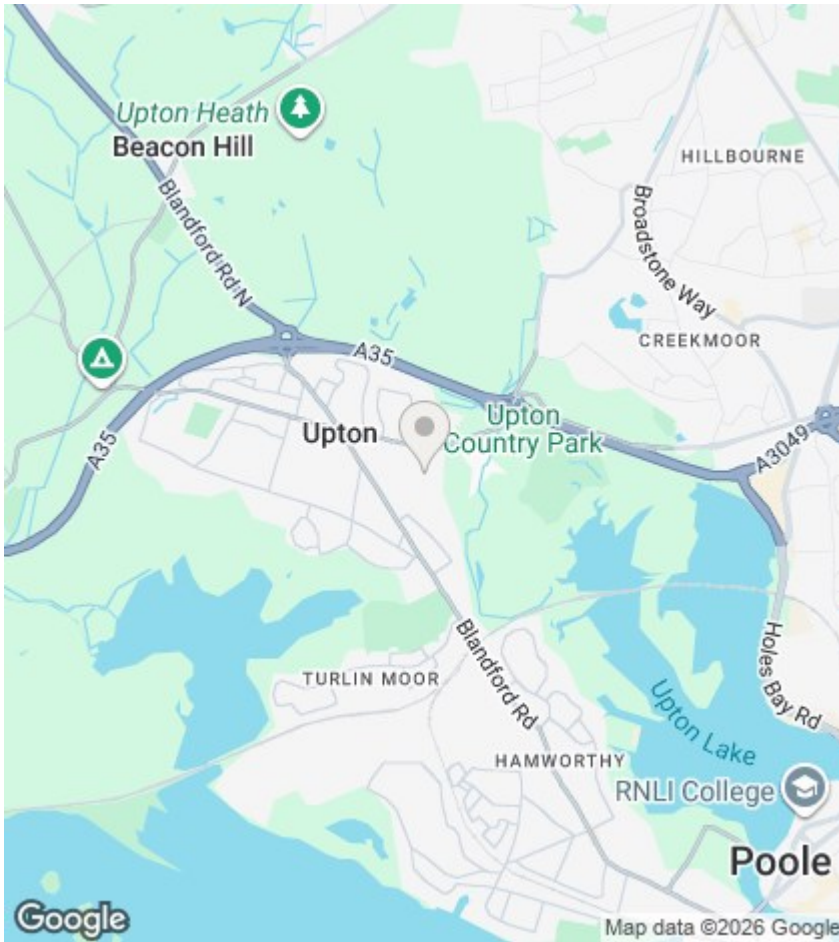 Upton Heath
Beacon Hill
HILLBOURNE
Blandford Rd N
Broadstone Way
CREEKMOOR
A35
Upton
Upton
Country Park
A35
A3049
Blandford Rd
Holes Bay Rd
TURLIN MOOR
Upton Lake
HAMWORTHY
RNLI College
Poole
Google
Map data ©2026 Google